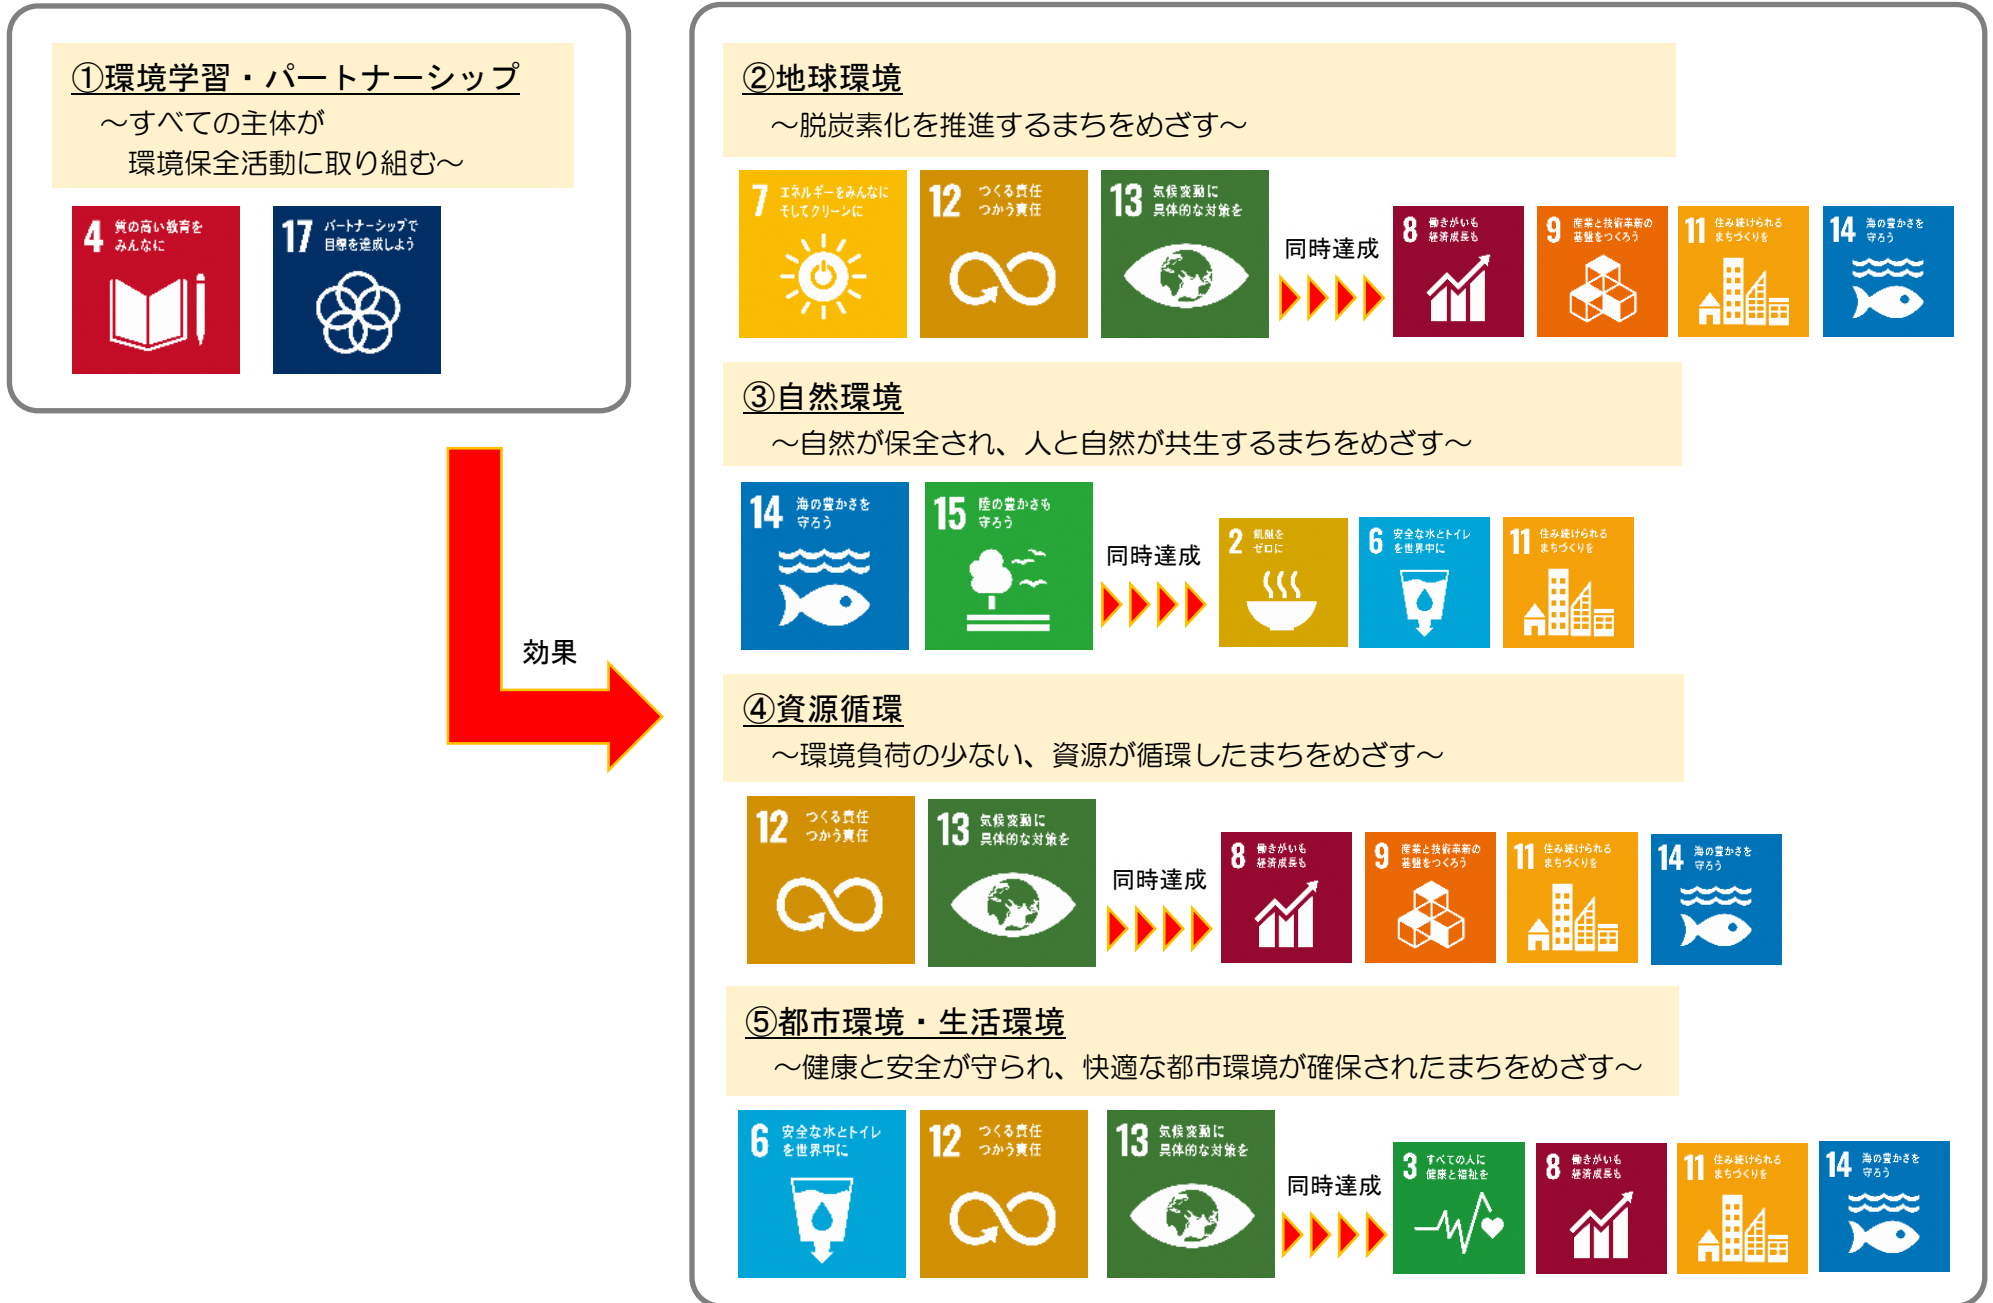 ①環境学習・パートナーシップ
～すべての主体が
環境保全活動に取り組む～
4 質の高い教育を
みんなに
17 パートナーシップで
目標を達成しよう
効果
②地球環境
～脱炭素化を推進するまちをめざす～
7 エネルギーをみんなに
そしてクリーンに
12 つくる責任
つかう責任
13 気候変動に
具体的な対策を
同時達成
8 働きがいも
経済成長も
9 産業と技術革新の
基盤をつくろう
11 住み続けられる
まちづくりを
14 海の豊かさを
守ろう
③自然環境
～自然が保全され、人と自然が共生するまちをめざす～
14 海の豊かさを
守ろう
15 陸の豊かさも
守ろう
同時達成
2 飢餓を
ゼロに
6 安全な水とトイレ
を世界中に
11 住み続けられる
まちづくりを
④資源循環
～環境負荷の少ない、資源が循環したまちをめざす～
12 つくる責任
つかう責任
13 気候変動に
具体的な対策を
同時達成
8 働きがいも
経済成長も
9 産業と技術革新の
基盤をつくろう
11 住み続けられる
まちづくりを
14 海の豊かさを
守ろう
⑤都市環境・生活環境
～健康と安全が守られ、快適な都市環境が確保されたまちをめざす～
6 安全な水とトイレ
を世界中に
12 つくる責任
つかう責任
13 気候変動に
具体的な対策を
同時達成
3 すべての人に
健康と福祉を
8 働きがいも
経済成長も
11 住み続けられる
まちづくりを
14 海の豊かさを
守ろう